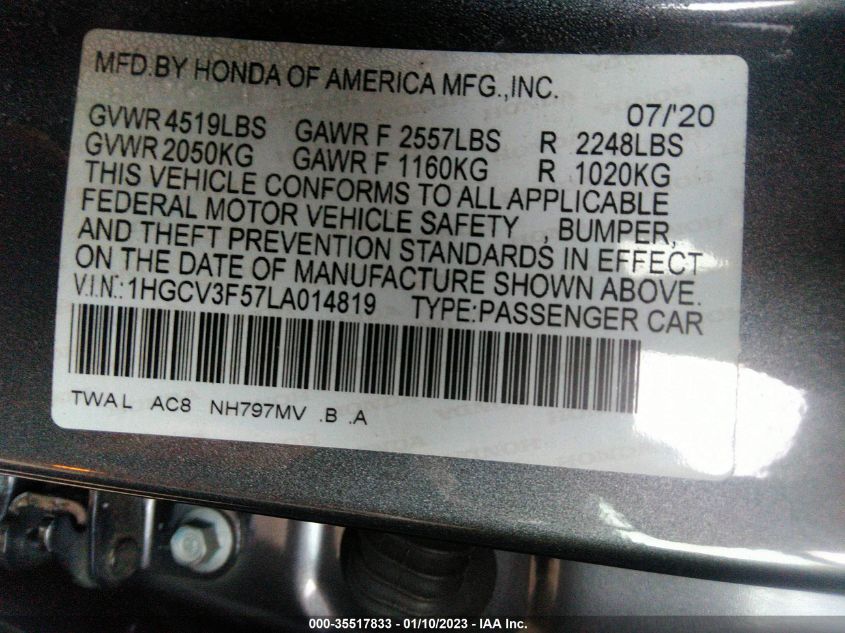 MFD.BY HONDA OF AMERICA MFG.,INC.
07/'20
GVWR 4519LBS GAWR F 2557LBS R 2248LBS
GVWR 2050KG GAWR F 1160KG R 1020KG
THIS VEHICLE CONFORMS TO ALL APPLICABLE
FEDERAL MOTOR VEHICLE SAFETY , BUMPER,
AND THEFT PREVENTION STANDARDS IN EFFECT
ON THE DATE OF MANUFACTURE SHOWN ABOVE.
V.I.N.: 1HGCV3F57LA014819 TYPE:PASSENGER CAR
TWAL AC8 NH797MV .B .A
000-35517833 - 01/10/2023 - IAA Inc.